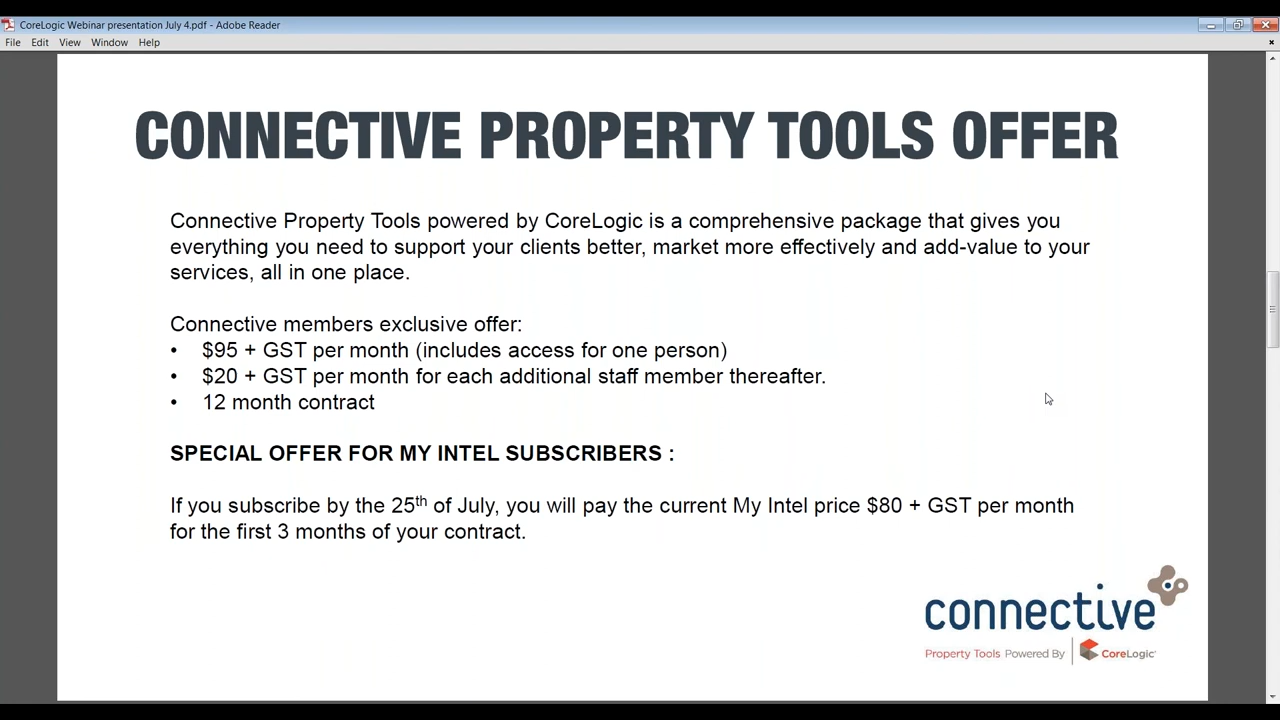 CoreLogic Webinar presentation July 4.pdf - Adobe Reader
File Edit View Window Help
CONNECTIVE PROPERTY TOOLS OFFER
Connective Property Tools powered by CoreLogic is a comprehensive package that gives you
everything you need to support your clients better, market more effectively and add-value to your
services, all in one place.
Connective members exclusive offer:
• $95 + GST per month (includes access for one person)
• $20 + GST per month for each additional staff member thereafter.
• 12 month contract
SPECIAL OFFER FOR MY INTEL SUBSCRIBERS :
If you subscribe by the 25th of July, you will pay the current My Intel price $80 + GST per month
for the first 3 months of your contract.
connective
Property Tools Powered By CoreLogic